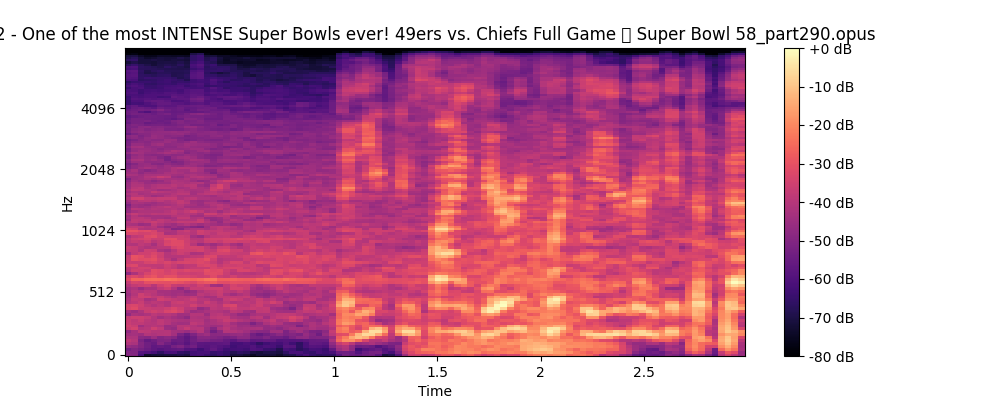 2 - One of the most INTENSE Super Bowls ever! 49ers vs. Chiefs Full Game Super Bowl 58_part290.opus
+0 dB
-10 dB
-20 dB
-30 dB
-40 dB
-50 dB
-60 dB
-70 dB
-80 dB
4096
2048
1024
512
0
Hz
0 0.5 1 1.5 2 2.5
Time